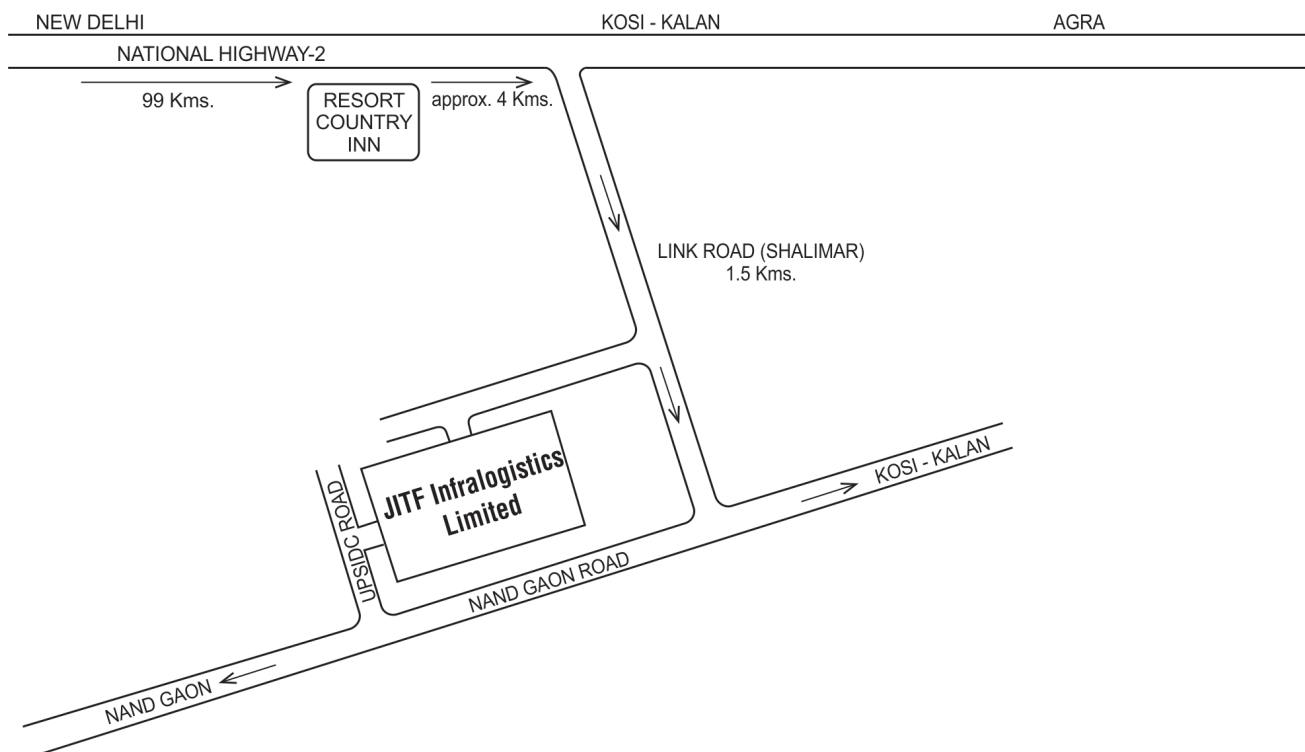 NEW DELHI
KOSI - KALAN
AGRA
NATIONAL HIGHWAY-2
99 Kms.
RESORT
COUNTRY
INN
approx. 4 Kms.
LINK ROAD (SHALIMAR)
1.5 Kms.
KOSI - KALAN
JITF Infralogistics
Limited
UPSIDC ROAD
NAND GAON ROAD
NAND GAON